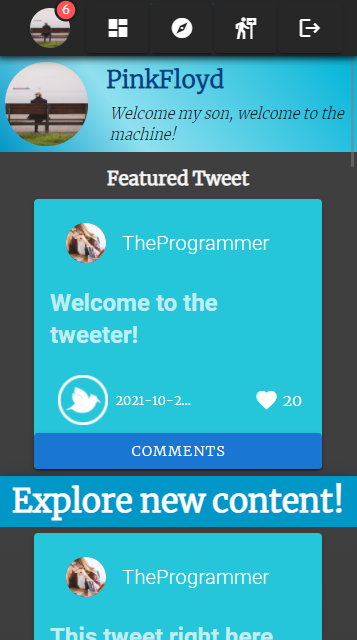 6
PinkFloyd
Welcome my son, welcome to the
machine!
Featured Tweet
TheProgrammer
Welcome to the
tweeter!
2021-10-2...
20
COMMENTS
Explore new content!
TheProgrammer
This tweet right here